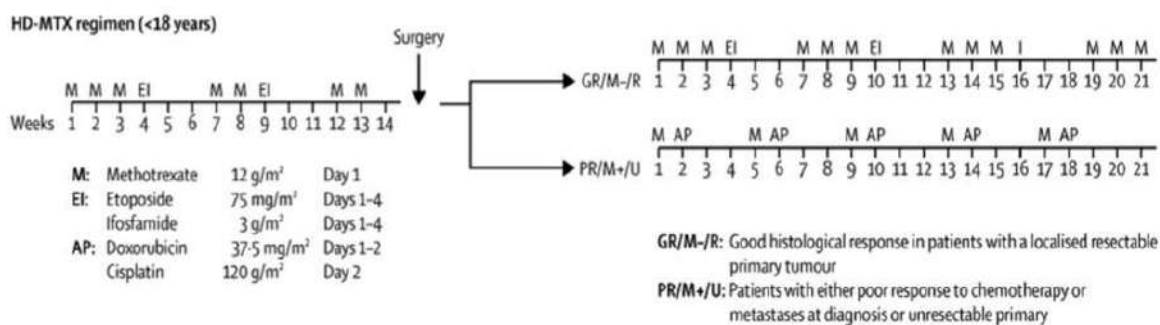 HD-MTX regimen (<18 years)
Surgery
M M M EI M M EI M M
Weeks 1 2 3 4 5 6 7 8 9 10 11 12 13 14
M: Methotrexate 12 g/m² Day 1
EI: Etoposide 75 mg/m² Days 1–4
Ifosfamide 3 g/m² Days 1–4
AP: Doxorubicin 37·5 mg/m² Days 1–2
Cisplatin 120 g/m² Day 2
M M M EI M M M EI M M M I M M M
GR/M–/R 1 2 3 4 5 6 7 8 9 10 11 12 13 14 15 16 17 18 19 20 21
M AP M AP M AP M AP M AP
PR/M+/U 1 2 3 4 5 6 7 8 9 10 11 12 13 14 15 16 17 18 19 20 21
GR/M–/R: Good histological response in patients with a localised resectable
primary tumour
PR/M+/U: Patients with either poor response to chemotherapy or
metastases at diagnosis or unresectable primary